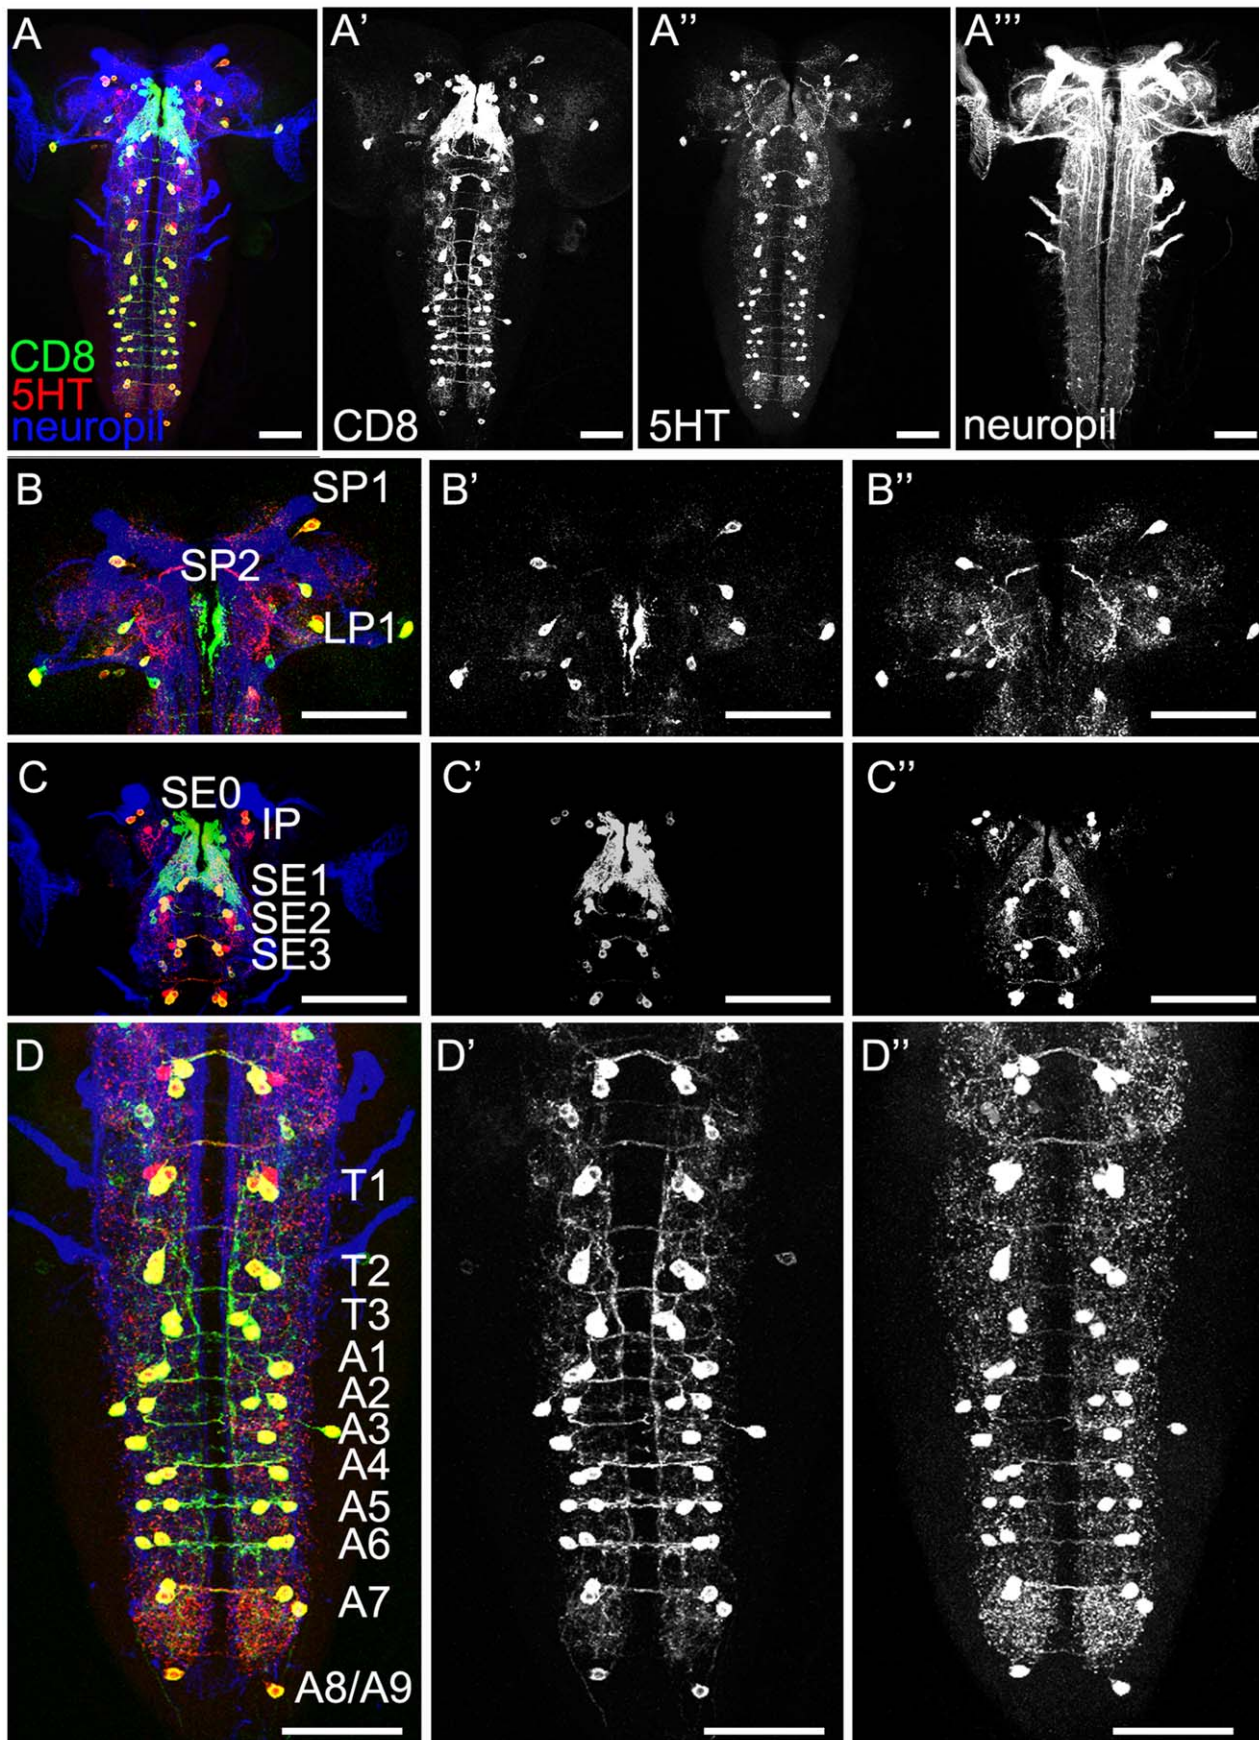 A
A'
A''
A'''
CD8
5HT
neuropil
CD8
5HT
neuropil
B
SP1
SP2
LP1
B'
B''
C
SE0
IP
SE1
SE2
SE3
C'
C''
D
T1
T2
T3
A1
A2
A3
A4
A5
A6
A7
A8/A9
D'
D''